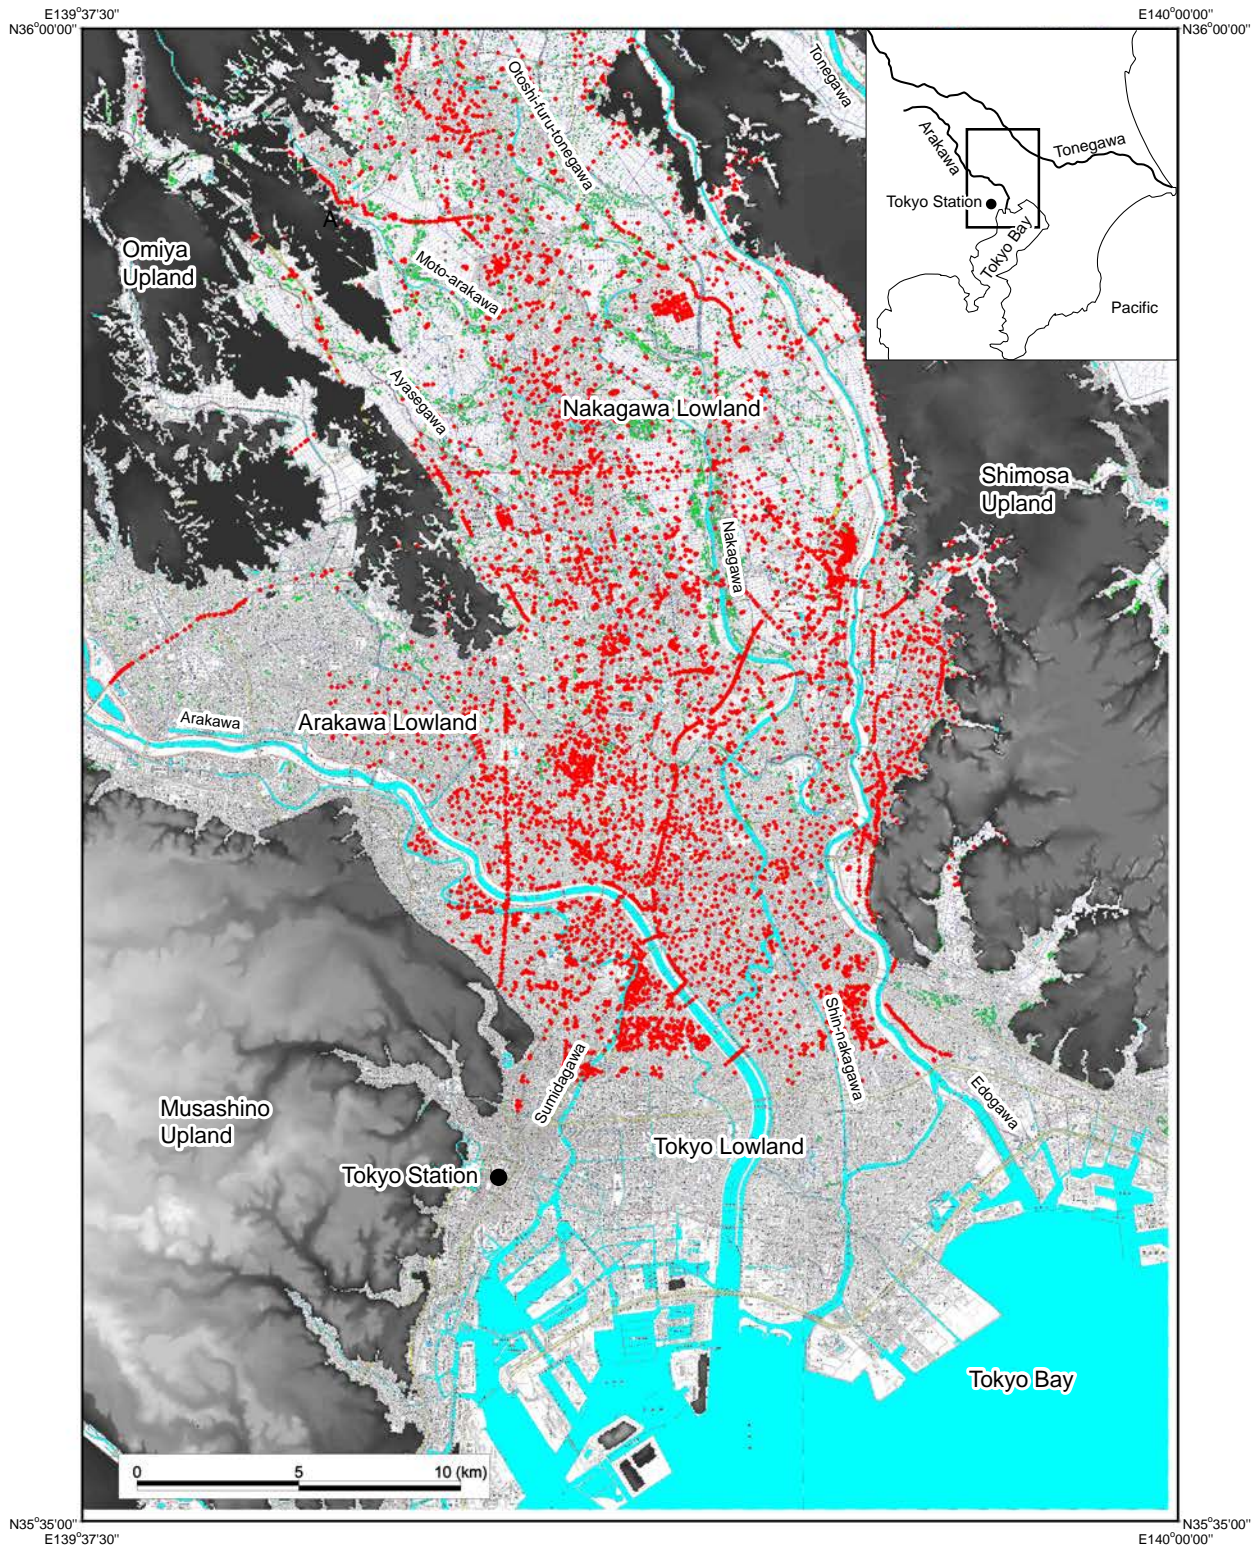 E139°37'30"
E140°00'00"
N36°00'00"
N36°00'00"
Tonegawa
Otoshi-furu-tonegawa
Arakawa
Tonegawa
Tokyo Station
Tokyo Bay
Pacific
A
Omiya
Upland
Moto-arakawa
Ayasegawa
Nakagawa Lowland
Shimosa
Upland
Nakagawa
Arakawa
Arakawa Lowland
Shin-nakagawa
Sumidagawa
Edogawa
Musashino
Upland
Tokyo Lowland
Tokyo Station
Tokyo Bay
0 5 10 (km)
N35°35'00"
N35°35'00"
E139°37'30"
E140°00'00"